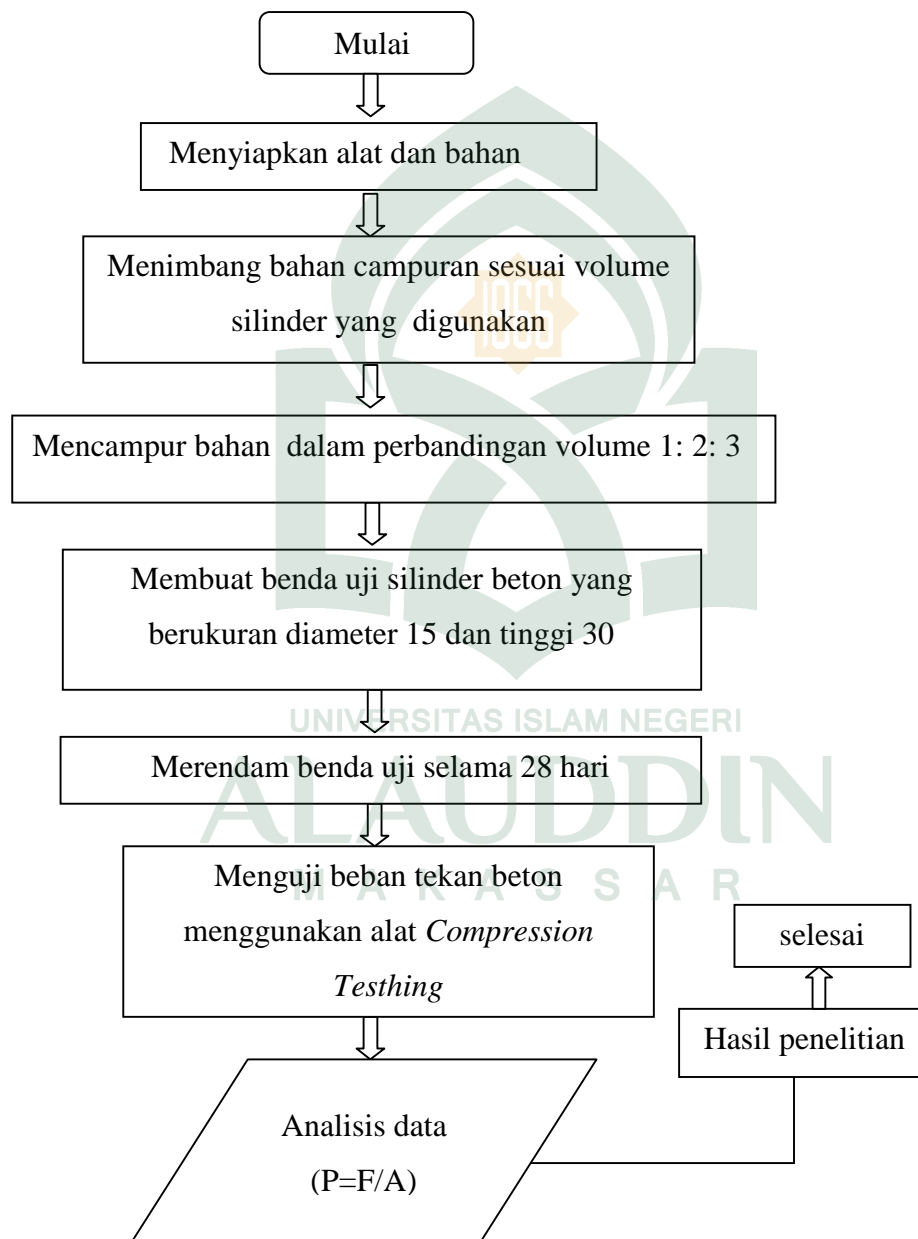 Mulai
Menyiapkan alat dan bahan
Menimbang bahan campuran sesuai volume
silinder yang digunakan
Mencampur bahan dalam perbandingan volume 1: 2: 3
Membuat benda uji silinder beton yang
berukuran diameter 15 dan tinggi 30
UNIVERSITAS ISLAM NEGERI
Merendam benda uji selama 28 hari
ALAUDDIN
MAKASSAR
Menguji beban tekan beton
menggunakan alat Compression
Testhing
Analisis data
(P=F/A)
Hasil penelitian
selesai